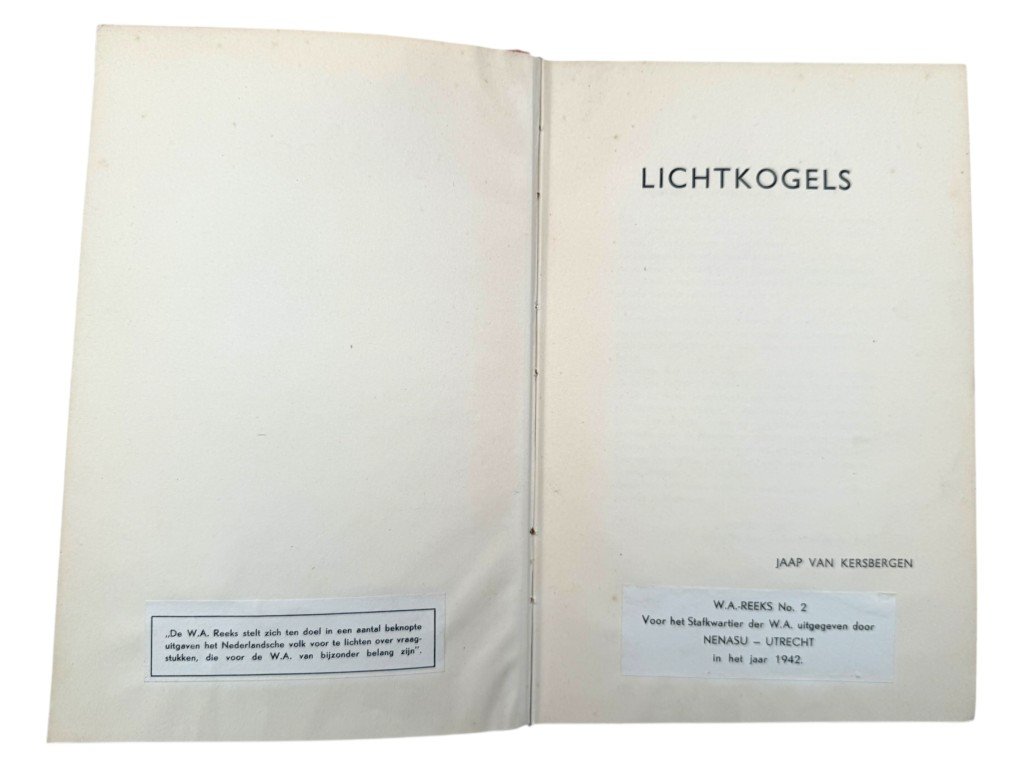 „De W.A. Reeks stelt zich ten doel in een aantal beknopte
uitgaven het Nederlandsche volk voor te lichten over vraag-
stukken, die voor de W.A. van bijzonder belang zijn".
LICHTKOGELS
JAAP VAN KERSBERGEN
W.A.-REEKS No. 2
Voor het Stafkwartier der W.A. uitgegeven door
NENASU – UTRECHT
in het jaar 1942.